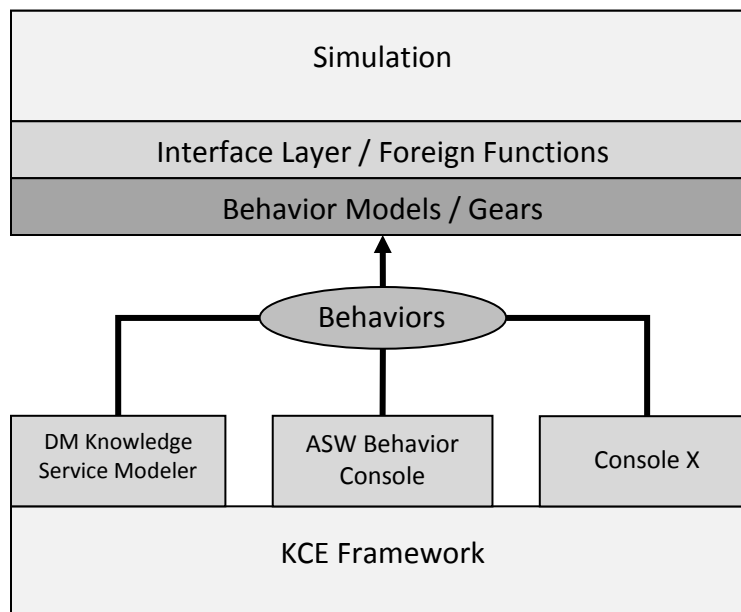 Simulation
Interface Layer / Foreign Functions
Behavior Models / Gears
Behaviors
DM Knowledge
Service Modeler
ASW Behavior
Console
Console X
KCE Framework